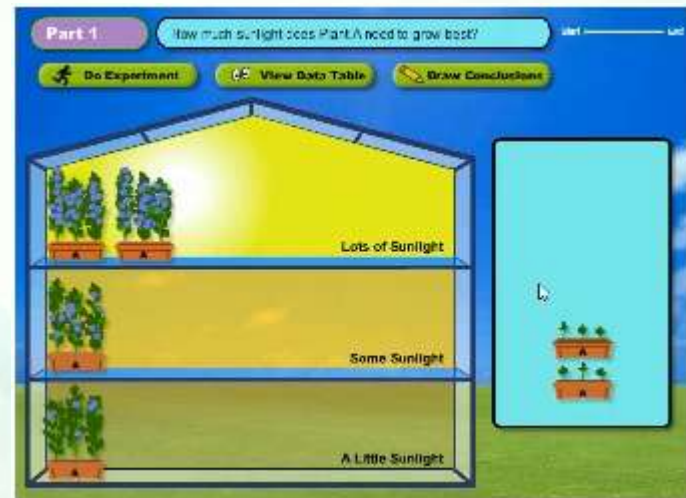 Part 1
How much sunlight does Plant A need to grow best?
Start
End
Do Experiment
View Data Table
Draw Conclusions
A
A
Lots of Sunlight
A
Some Sunlight
A
A
A
A Little Sunlight